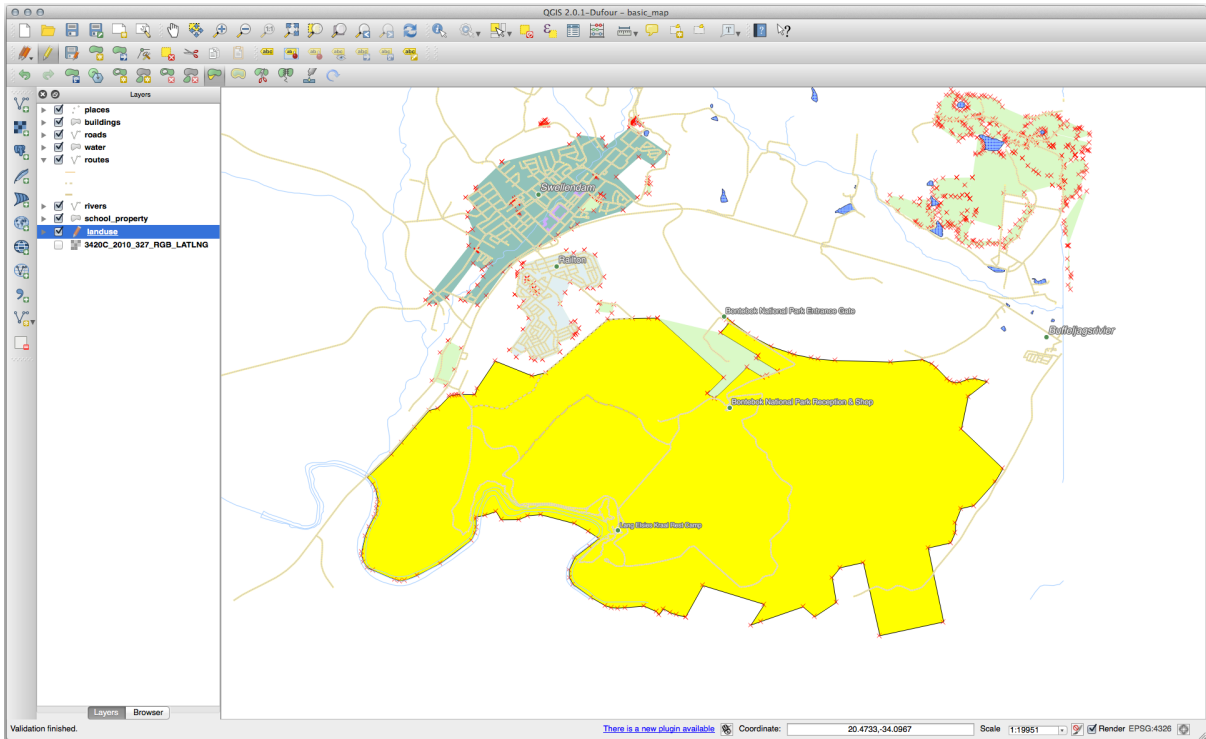 QGIS 2.0.1-Dufour - basic_map
Layers
places
buildings
roads
water
routes
rivers
school_property
landuse
3420C_2010_327_RGB_LATLNG
Swellendam
Railton
Bontebok National Park Entrance Gate
Buffeljagsrivier
Bontebok National Park Reception & Shop
Lang Elsies Kraal Rest Camp
Layers
Browser
Validation finished.
There is a new plugin available
Coordinate:
20.4733,-34.0967
Scale
1:19951
Render
EPSG:4326